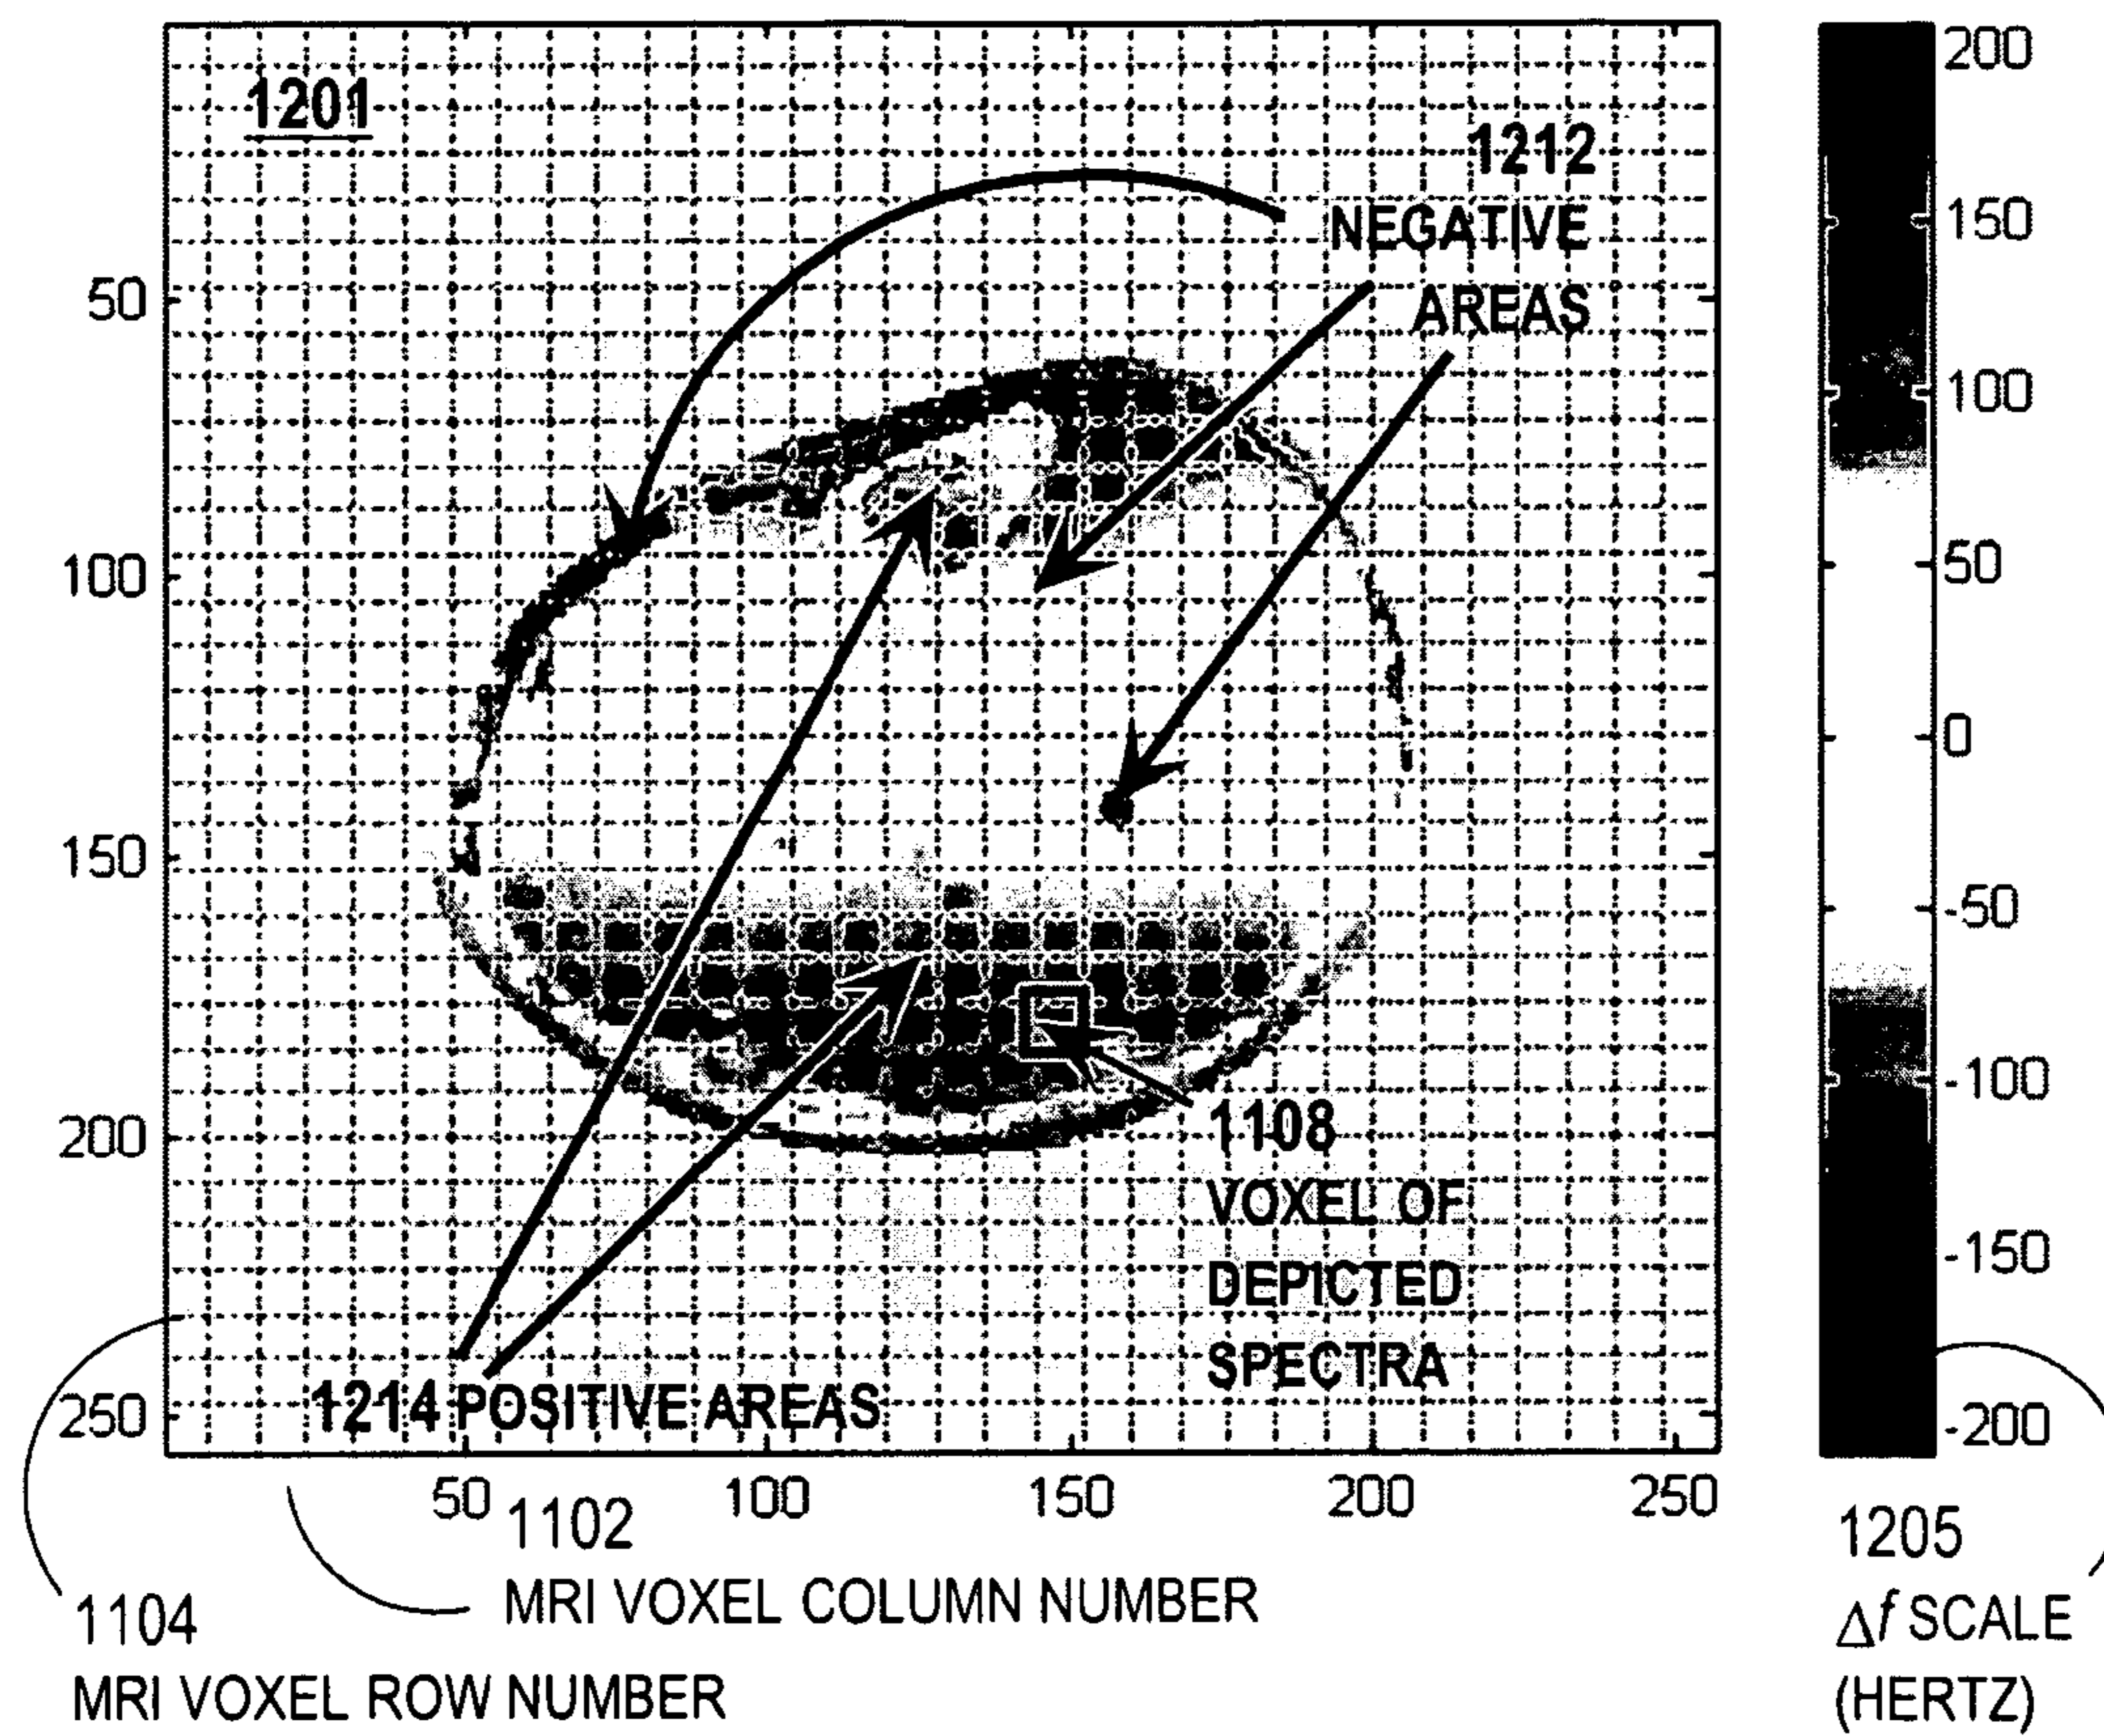 1201
1212
NEGATIVE
AREAS
50
100
150
200
250
1108
VOXEL OF
DEPICTED
SPECTRA
1214 POSITIVE AREAS
50
100
150
200
250
1102
MRI VOXEL COLUMN NUMBER
1104
MRI VOXEL ROW NUMBER
200
150
100
50
0
-50
-100
-150
-200
1205
Δf SCALE
(HERTZ)